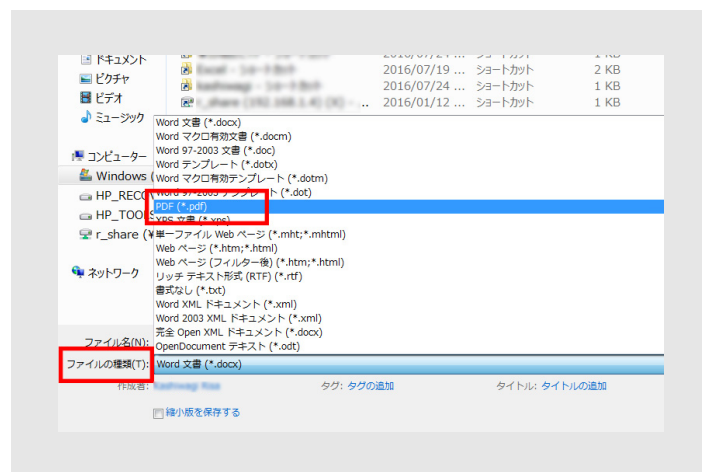 ドキュメント
ピクチャ
ビデオ
ミュージック
コンピューター
Windows (
HP_RECO
HP_TOOLS
r_share (¥
ネットワーク
ショートカット 1 KB
2016/07/19 ... ショートカット 2 KB
2016/07/24 ... ショートカット 1 KB
2016/01/12 ... ショートカット 1 KB
Word 文書 (*.docx)
Word マクロ有効文書 (*.docm)
Word 97-2003 文書 (*.doc)
Word テンプレート (*.dotx)
Word マクロ有効テンプレート (*.dotm)
Word 97-2003 テンプレート (*.dot)
PDF (*.pdf)
XPS 文書 (*.xps)
単一ファイル Web ページ (*.mht;*.mhtml)
Web ページ (*.htm;*.html)
Web ページ (フィルター後) (*.htm;*.html)
リッチ テキスト形式 (RTF) (*.rtf)
書式なし (*.txt)
Word XML ドキュメント (*.xml)
Word 2003 XML ドキュメント (*.xml)
完全 Open XML ドキュメント (*.docx)
OpenDocument テキスト (*.odt)
ファイル名(N):
ファイルの種類(T): Word 文書 (*.docx)
作成者: タグ: タグの追加 タイトル: タイトルの追加
縮小版を保存する